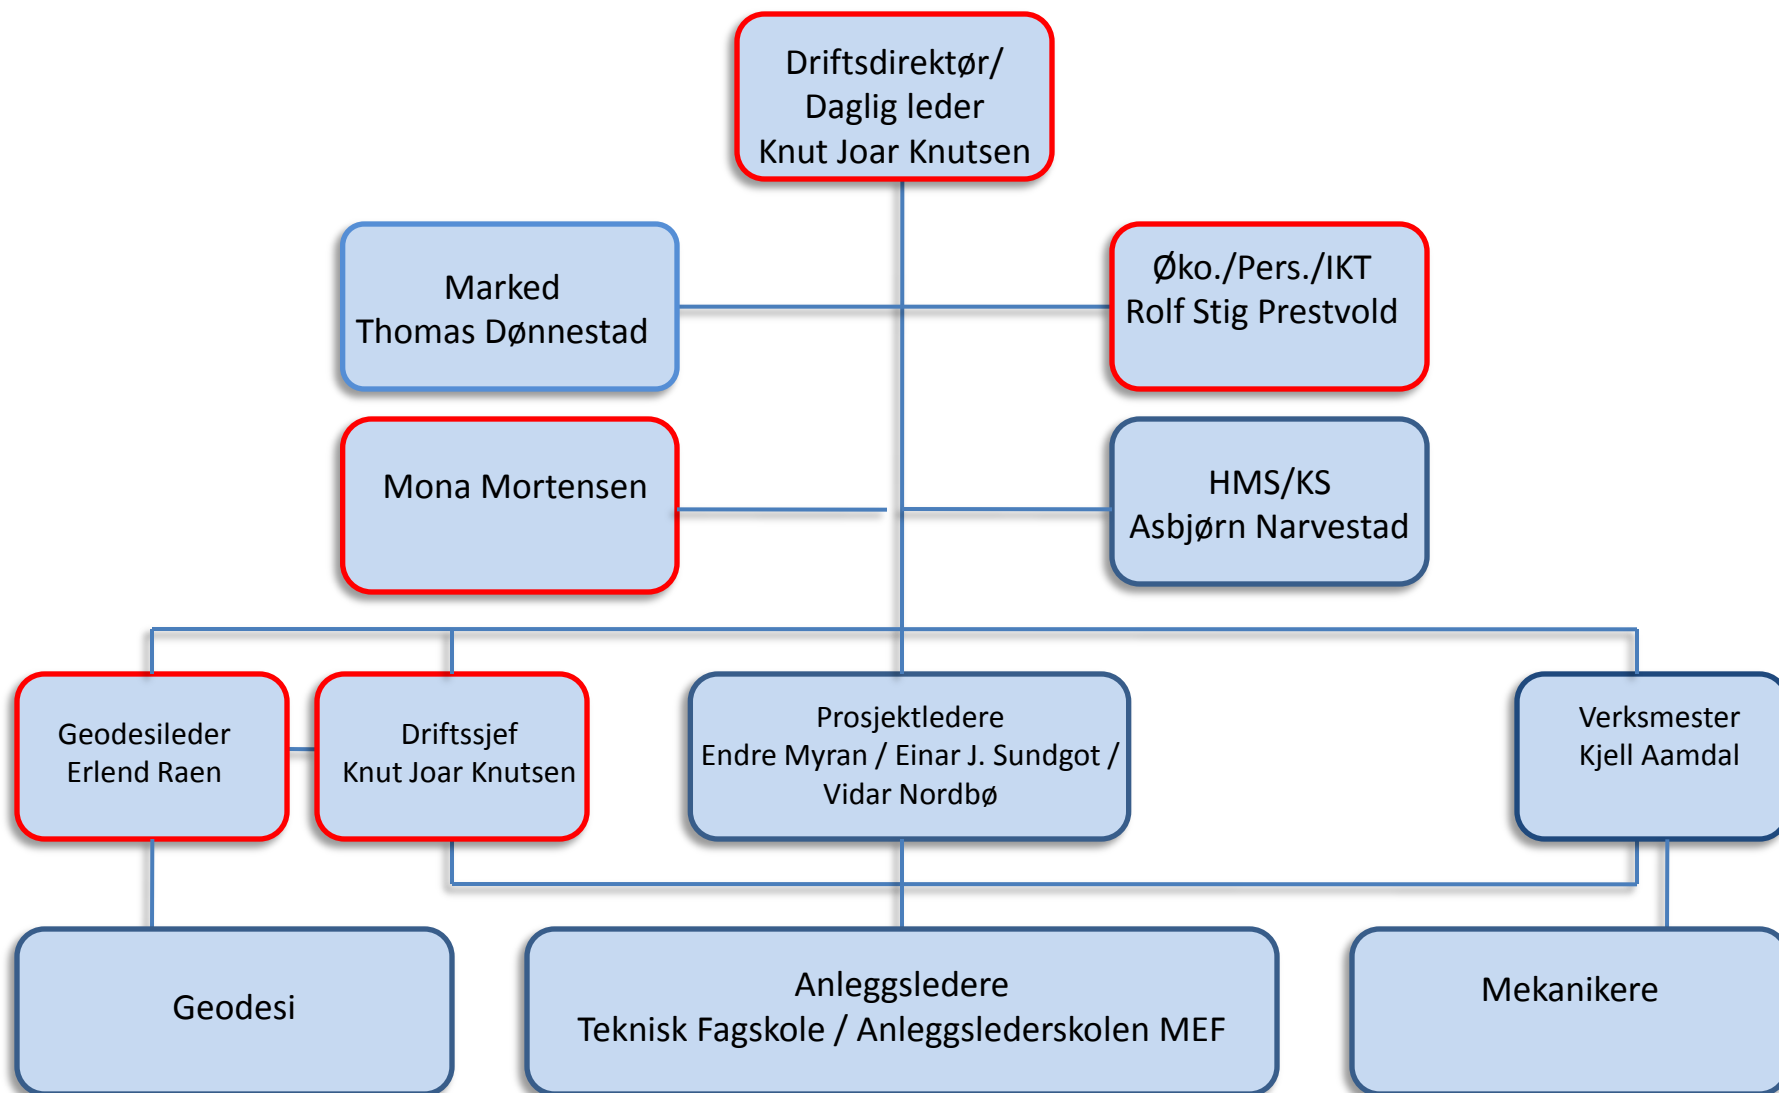 Driftsdirektør/
Daglig leder
Knut Joar Knutsen
Marked
Thomas Dønnestad
Øko./Pers./IKT
Rolf Stig Prestvold
Mona Mortensen
HMS/KS
Asbjørn Narvestad
Geodesileder
Erlend Raen
Driftssjef
Knut Joar Knutsen
Prosjektledere
Endre Myran / Einar J. Sundgot /
Vidar Nordbø
Verksmester
Kjell Aamdal
Geodesi
Anleggsledere
Teknisk Fagskole / Anleggslederskolen MEF
Mekanikere